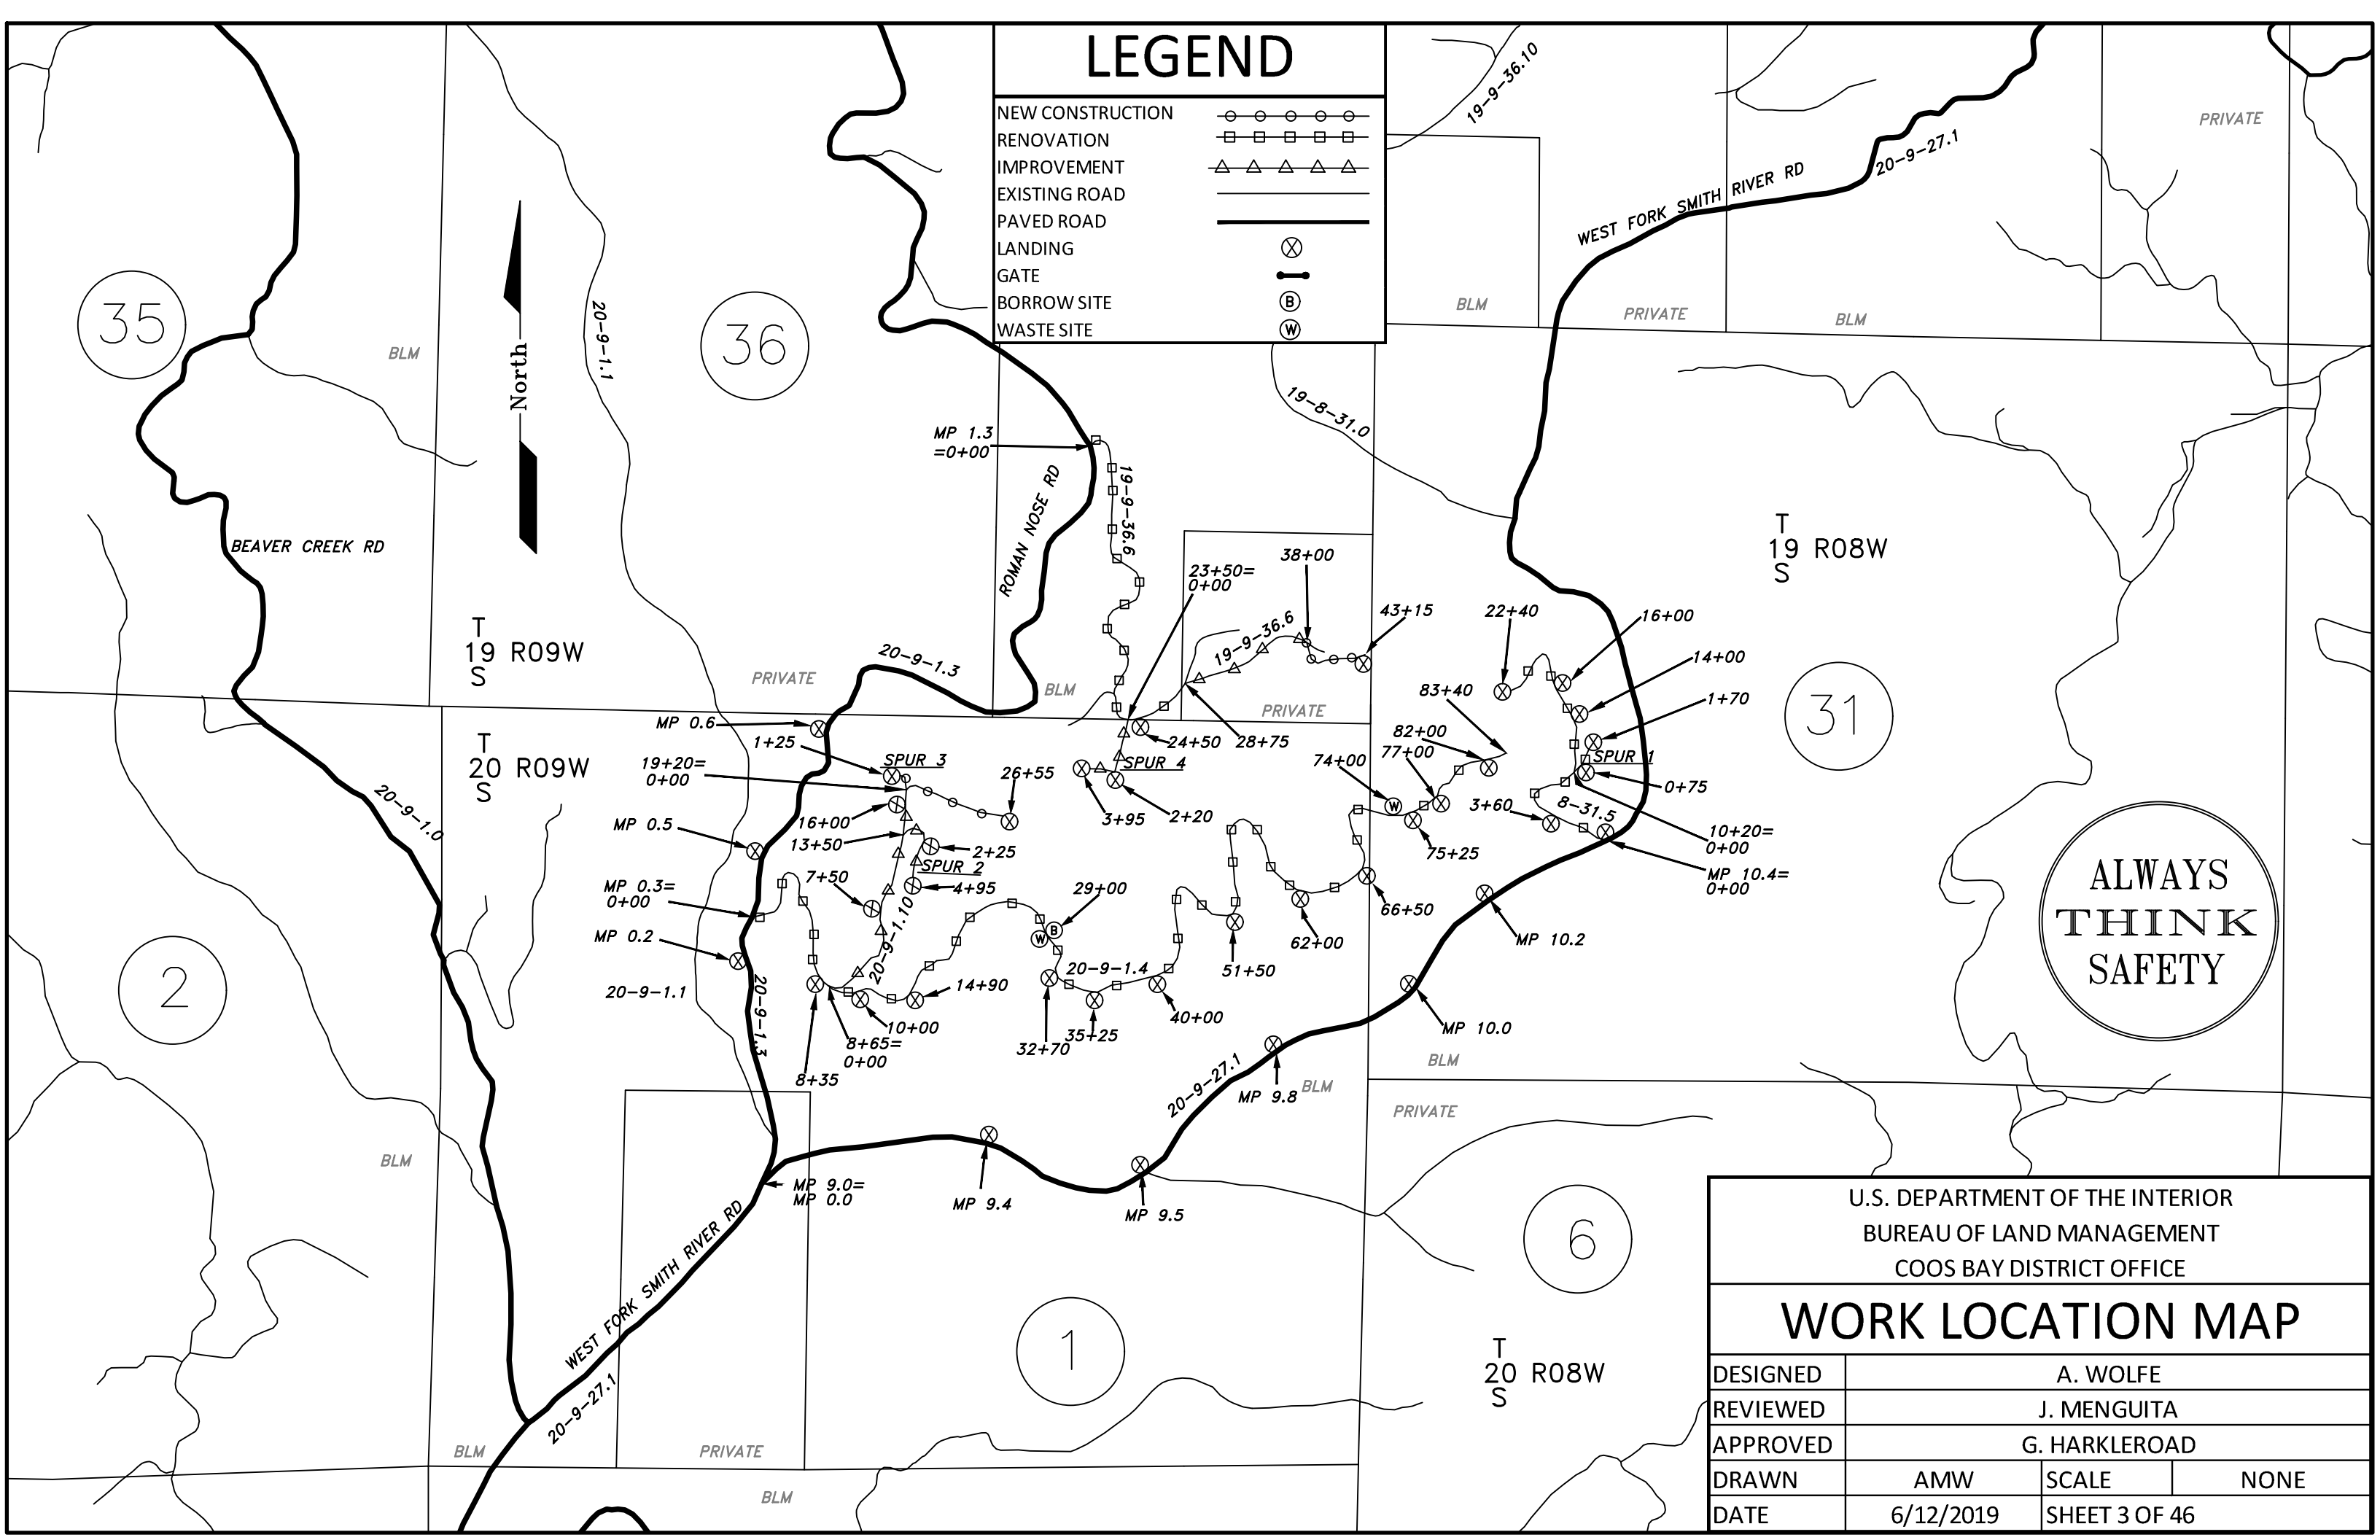 LEGEND
NEW CONSTRUCTION
RENOVATION
IMPROVEMENT
EXISTING ROAD
PAVED ROAD
LANDING
GATE
BORROW SITE
B
WASTE SITE
W
19-9-36.10
PRIVATE
20-9-27.1
WEST FORK SMITH RIVER RD
BLM
PRIVATE
BLM
35
36
BLM
North
20-9-1.1
19-8-31.0
MP 1.3
=0+00
19-9-36.6
ROMAN NOSE RD
BEAVER CREEK RD
T
19 R08W
S
38+00
23+50=
0+00
43+15
22+40
16+00
19-9-36.6
T
19 R09W
S
20-9-1.3
PRIVATE
BLM
14+00
83+40
1+70
31
PRIVATE
MP 0.6
1+25
24+50
28+75
82+00
77+00
74+00
SPUR 1
T
20 R09W
S
19+20=
0+00
SPUR 3
26+55
SPUR 4
0+75
20-9-1.0
MP 0.5
16+00
13+50
3+95
2+20
W
3+60
8-31.5
10+20=
0+00
2+25
SPUR 2
75+25
7+50
4+95
29+00
MP 0.3=
0+00
MP 10.4=
0+00
66+50
B
W
MP 0.2
62+00
MP 10.2
20-9-1.10
51+50
20-9-1.4
14+90
20-9-1.1
20-9-1.3
10+00
8+65=
0+00
8+35
32+70
35+25
40+00
MP 10.0
2
ALWAYS
THINK
SAFETY
BLM
20-9-27.1
MP 9.8
BLM
PRIVATE
BLM
MP 9.0=
MP 0.0
MP 9.4
MP 9.5
6
WEST FORK SMITH RIVER RD
20-9-27.1
1
T
20 R08W
S
BLM
PRIVATE
BLM
U.S. DEPARTMENT OF THE INTERIOR
BUREAU OF LAND MANAGEMENT
COOS BAY DISTRICT OFFICE
WORK LOCATION MAP
DESIGNED A. WOLFE
REVIEWED J. MENGUITA
APPROVED G. HARKLEROAD
DRAWN AMW SCALE NONE
DATE 6/12/2019 SHEET 3 OF 46